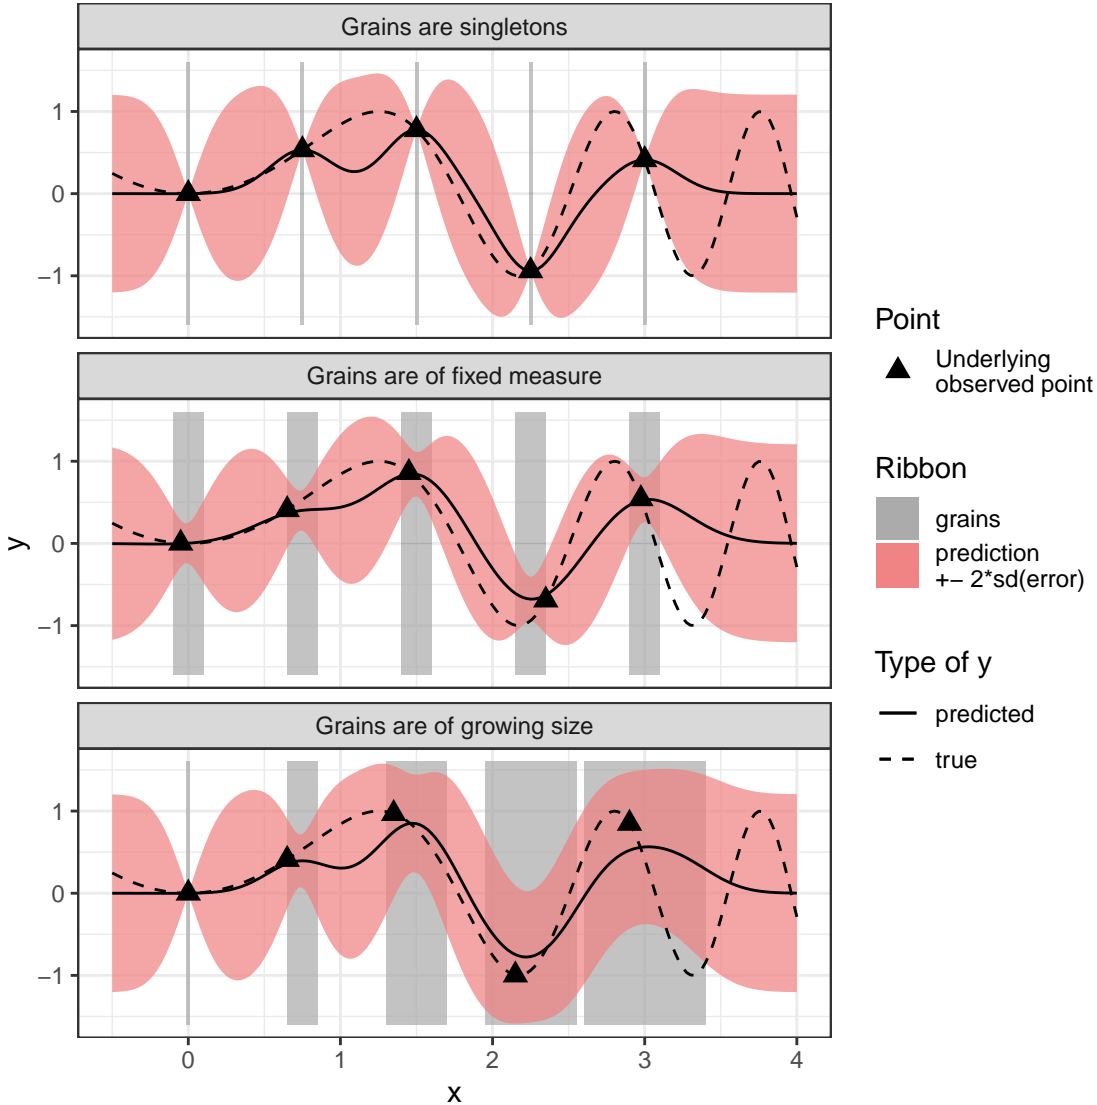 Grains are singletons
1
0
−1
Grains are of fixed measure
1
0
−1
Grains are of growing size
1
0
−1
0 1 2 3 4
x
y
Point
Underlying
observed point
Ribbon
grains
prediction
+− 2*sd(error)
Type of y
predicted
true